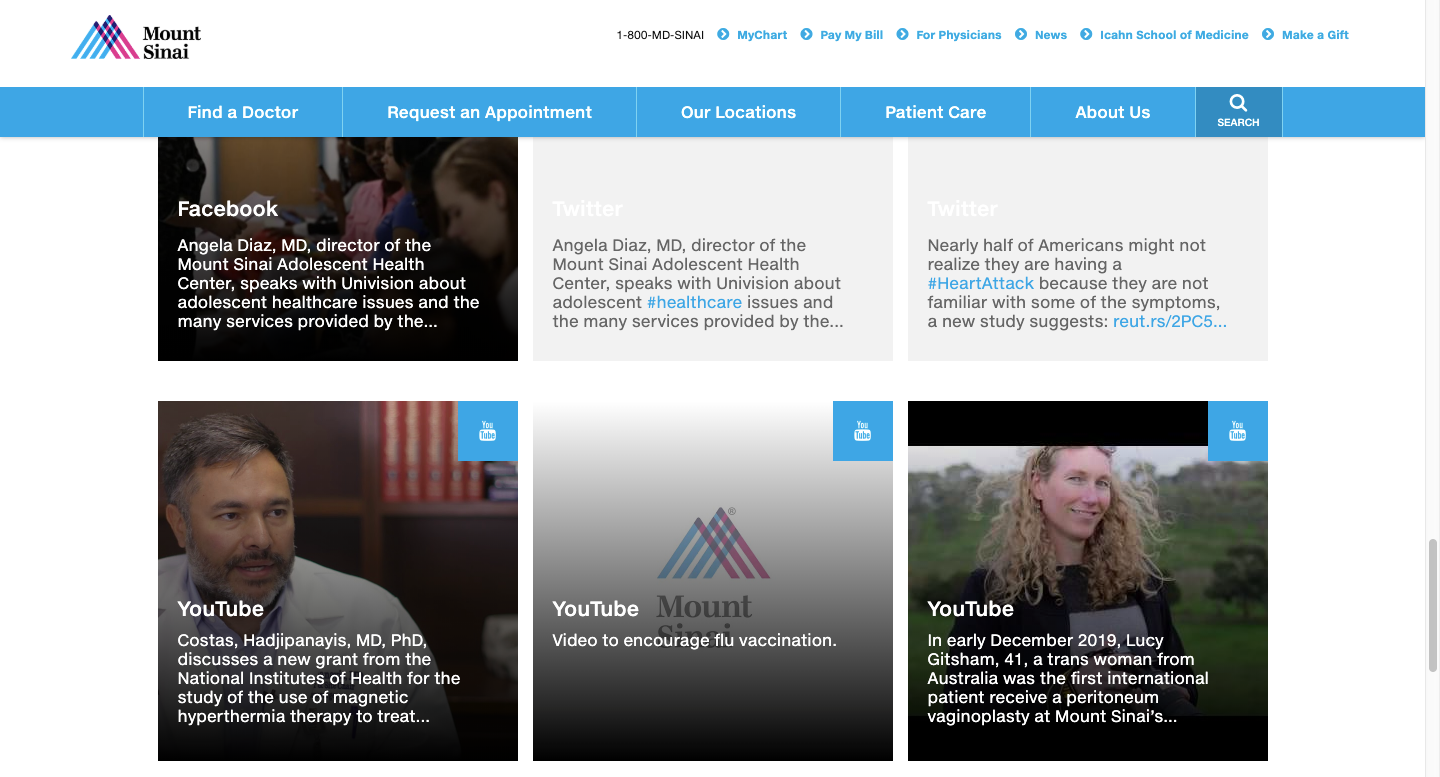 Mount
Sinai
1-800-MD-SINAI
MyChart
Pay My Bill
For Physicians
News
Icahn School of Medicine
Make a Gift
Find a Doctor
Request an Appointment
Our Locations
Patient Care
About Us
SEARCH
Facebook
Angela Diaz, MD, director of the
Mount Sinai Adolescent Health
Center, speaks with Univision about
adolescent healthcare issues and the
many services provided by the...
Twitter
Angela Diaz, MD, director of the
Mount Sinai Adolescent Health
Center, speaks with Univision about
adolescent #healthcare issues and
the many services provided by the...
Twitter
Nearly half of Americans might not
realize they are having a
#HeartAttack because they are not
familiar with some of the symptoms,
a new study suggests: reut.rs/2PC5...
You
Tube
YouTube
Costas, Hadjipanayis, MD, PhD,
discusses a new grant from the
National Institutes of Health for the
study of the use of magnetic
hyperthermia therapy to treat...
You
Tube
®
Mount
Sinai
YouTube
Video to encourage flu vaccination.
You
Tube
YouTube
In early December 2019, Lucy
Gitsham, 41, a trans woman from
Australia was the first international
patient receive a peritoneum
vaginoplasty at Mount Sinai's...